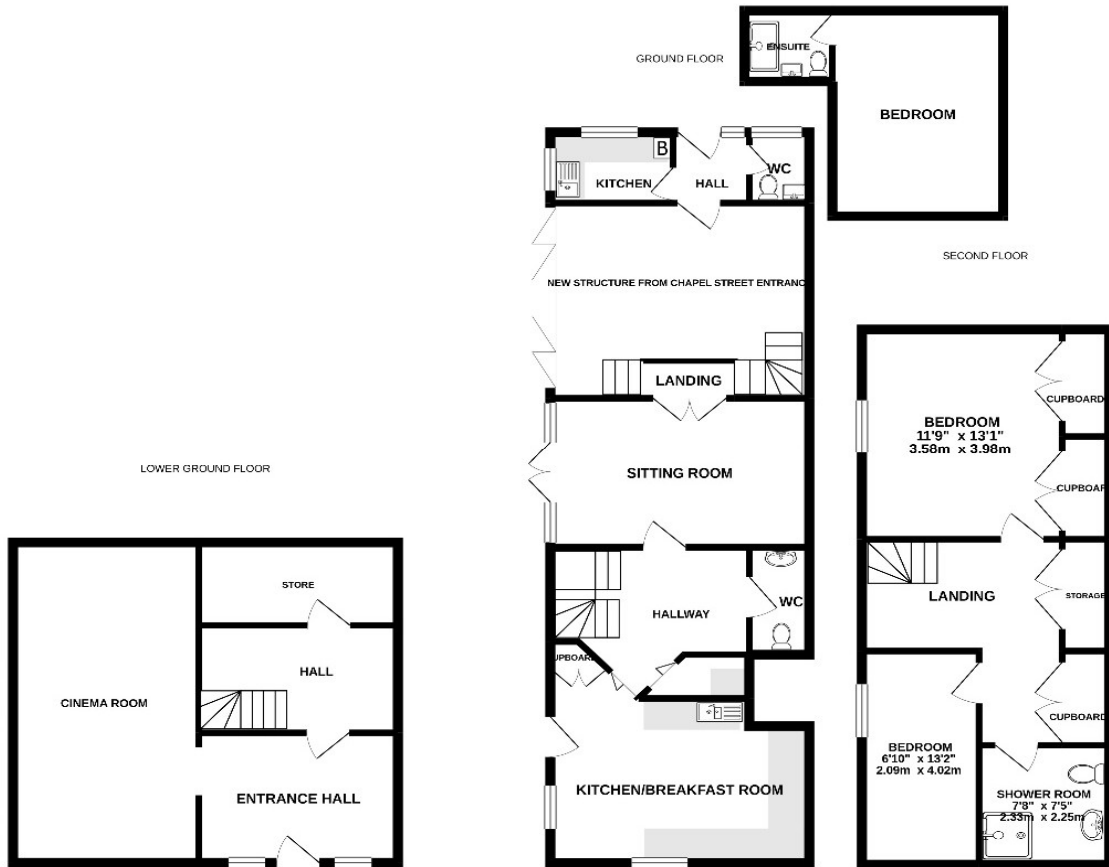 GROUND FLOOR
ENSUITE
BEDROOM
B
KITCHEN
HALL
WC
NEW STRUCTURE FROM CHAPEL STREET ENTRANC
SECOND FLOOR
LANDING
SITTING ROOM
HALLWAY
WC
UPBOAR
KITCHEN/BREAKFAST ROOM
LOWER GROUND FLOOR
STORE
HALL
CINEMA ROOM
ENTRANCE HALL
BEDROOM
11'9" x 13'1"
3.58m x 3.98m
CUPBOARD
CUPBOAR
LANDING
STORAGE
CUPBOARD
BEDROOM
6'10" x 13'2"
2.09m x 4.02m
SHOWER ROOM
7'8" x 7'5"
2.33m x 2.25m